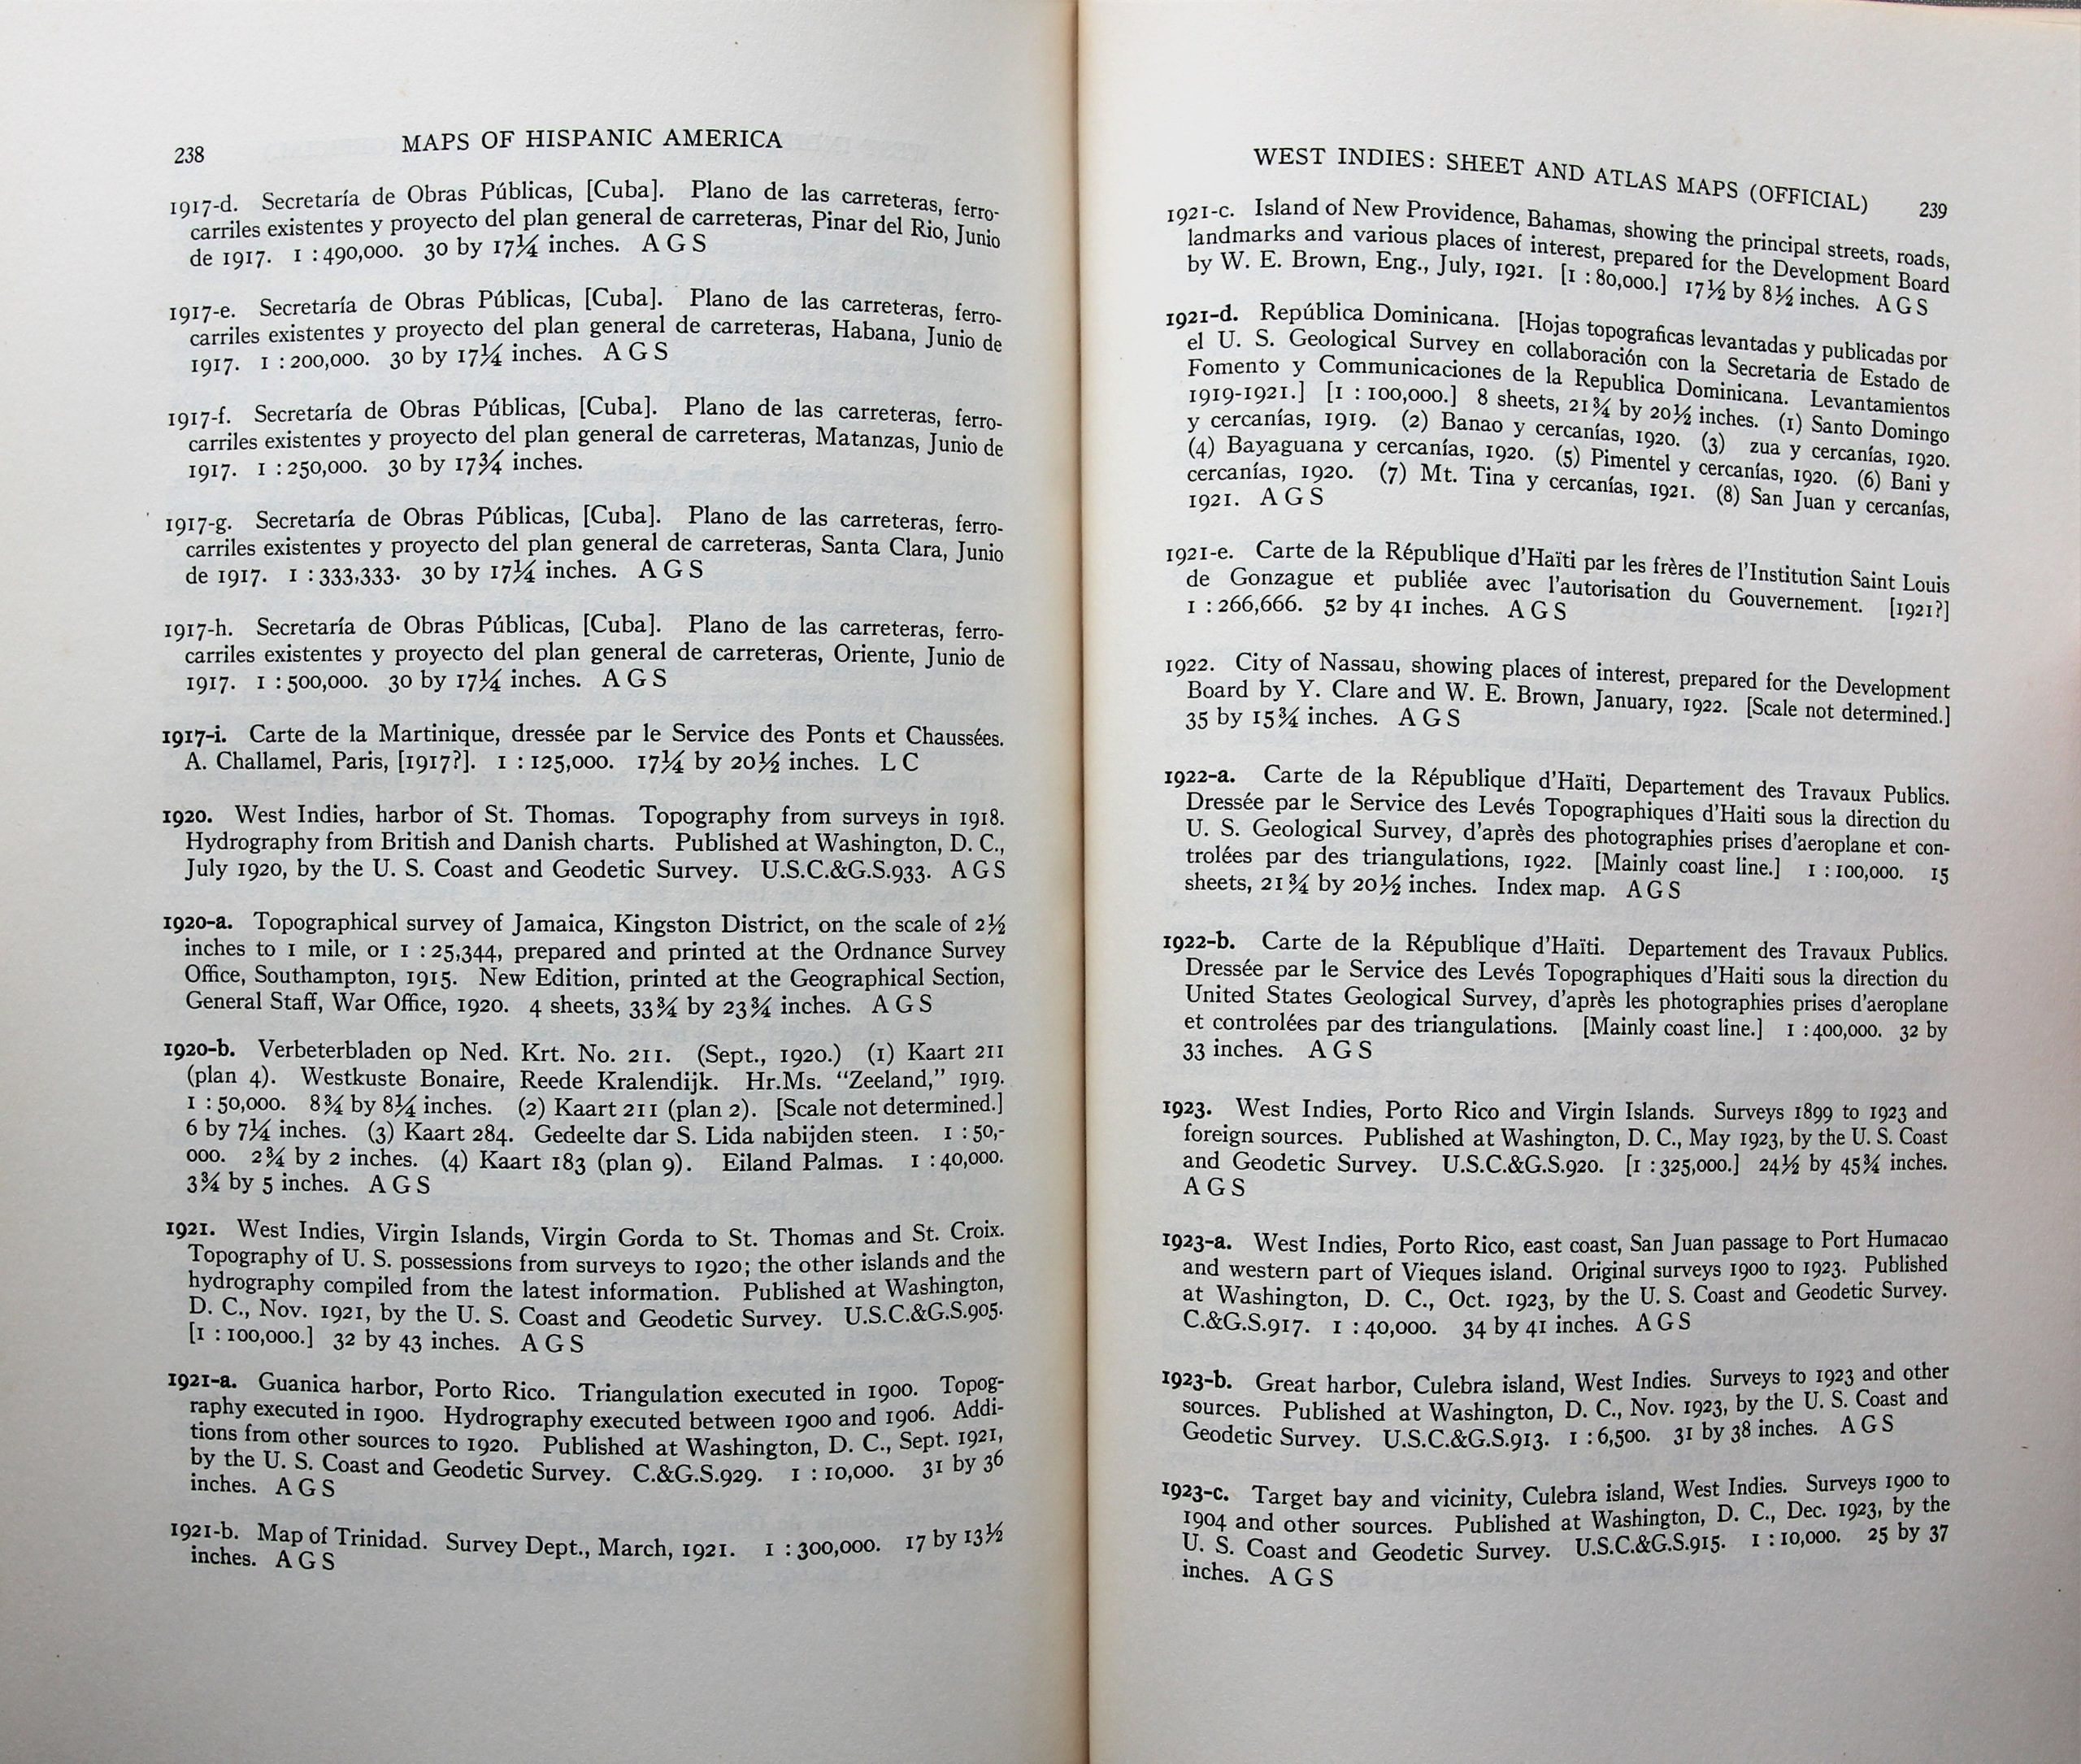 238
MAPS OF HISPANIC AMERICA
1917-d. Secretaría de Obras Públicas, [Cuba]. Plano de las carreteras, ferro-
carriles existentes y proyecto del plan general de carreteras, Pinar del Rio, Junio
de 1917. 1 : 490,000. 30 by 17¼ inches. A G S
1917-e. Secretaría de Obras Públicas, [Cuba]. Plano de las carreteras, ferro-
carriles existentes y proyecto del plan general de carreteras, Habana, Junio de
1917. 1 : 200,000. 30 by 17¼ inches. A G S
1917-f. Secretaría de Obras Públicas, [Cuba]. Plano de las carreteras, ferro-
carriles existentes y proyecto del plan general de carreteras, Matanzas, Junio de
1917. 1 : 250,000. 30 by 17¾ inches.
1917-g. Secretaría de Obras Públicas, [Cuba]. Plano de las carreteras, ferro-
carriles existentes y proyecto del plan general de carreteras, Santa Clara, Junio
de 1917. 1 : 333,333. 30 by 17¼ inches. A G S
1917-h. Secretaría de Obras Públicas, [Cuba]. Plano de las carreteras, ferro-
carriles existentes y proyecto del plan general de carreteras, Oriente, Junio de
1917. 1 : 500,000. 30 by 17¼ inches. A G S
1917-i. Carte de la Martinique, dressée par le Service des Ponts et Chaussées.
A. Challamel, Paris, [1917?]. 1 : 125,000. 17¼ by 20½ inches. L C
1920. West Indies, harbor of St. Thomas. Topography from surveys in 1918.
Hydrography from British and Danish charts. Published at Washington, D. C.,
July 1920, by the U. S. Coast and Geodetic Survey. U.S.C.&G.S.933. A G S
1920-a. Topographical survey of Jamaica, Kingston District, on the scale of 2½
inches to 1 mile, or 1 : 25,344, prepared and printed at the Ordnance Survey
Office, Southampton, 1915. New Edition, printed at the Geographical Section,
General Staff, War Office, 1920. 4 sheets, 33¾ by 23¾ inches. A G S
1920-b. Verbeterbladen op Ned. Krt. No. 211. (Sept., 1920.) (1) Kaart 211
(plan 4). Westkuste Bonaire, Reede Kralendijk. Hr.Ms. "Zeeland," 1919.
1 : 50,000. 8¾ by 8¼ inches. (2) Kaart 211 (plan 2). [Scale not determined.]
6 by 7¼ inches. (3) Kaart 284. Gedeelte dar S. Lida nabijden steen. 1 : 50,-
000. 2¾ by 2 inches. (4) Kaart 183 (plan 9). Eiland Palmas. 1 : 40,000.
3¾ by 5 inches. A G S
1921. West Indies, Virgin Islands, Virgin Gorda to St. Thomas and St. Croix.
Topography of U. S. possessions from surveys to 1920; the other islands and the
hydrography compiled from the latest information. Published at Washington,
D. C., Nov. 1921, by the U. S. Coast and Geodetic Survey. U.S.C.&G.S.905.
[1 : 100,000.] 32 by 43 inches. A G S
1921-a. Guanica harbor, Porto Rico. Triangulation executed in 1900. Topog-
raphy executed in 1900. Hydrography executed between 1900 and 1906. Addi-
tions from other sources to 1920. Published at Washington, D. C., Sept. 1921,
by the U. S. Coast and Geodetic Survey. C.&G.S.929. 1 : 10,000. 31 by 36
inches. A G S
1921-b. Map of Trinidad. Survey Dept., March, 1921. 1 : 300,000. 17 by 13½
inches. A G S
WEST INDIES: SHEET AND ATLAS MAPS (OFFICIAL) 239
1921-c. Island of New Providence, Bahamas, showing the principal streets, roads,
landmarks and various places of interest, prepared for the Development Board
by W. E. Brown, Eng., July, 1921. [1 : 80,000.] 17½ by 8½ inches. A G S
1921-d. República Dominicana. [Hojas topograficas levantadas y publicadas por
el U. S. Geological Survey en collaboración con la Secretaria de Estado de
Fomento y Communicaciones de la Republica Dominicana. Levantamientos
1919-1921.] [1 : 100,000.] 8 sheets, 21¾ by 20½ inches. (1) Santo Domingo
y cercanías, 1919. (2) Banao y cercanías, 1920. (3) zua y cercanías, 1920.
(4) Bayaguana y cercanías, 1920. (5) Pimentel y cercanías, 1920. (6) Bani y
cercanías, 1920. (7) Mt. Tina y cercanías, 1921. (8) San Juan y cercanías,
1921. A G S
1921-e. Carte de la République d'Haïti par les frères de l'Institution Saint Louis
de Gonzague et publiée avec l'autorisation du Gouvernement. [1921?]
1 : 266,666. 52 by 41 inches. A G S
1922. City of Nassau, showing places of interest, prepared for the Development
Board by Y. Clare and W. E. Brown, January, 1922. [Scale not determined.]
35 by 15¾ inches. A G S
1922-a. Carte de la République d'Haïti, Departement des Travaux Publics.
Dressée par le Service des Levés Topographiques d'Haiti sous la direction du
U. S. Geological Survey, d'après des photographies prises d'aeroplane et con-
trolées par des triangulations, 1922. [Mainly coast line.] 1 : 100,000. 15
sheets, 21¾ by 20½ inches. Index map. A G S
1922-b. Carte de la République d'Haïti. Departement des Travaux Publics.
Dressée par le Service des Levés Topographiques d'Haiti sous la direction du
United States Geological Survey, d'après les photographies prises d'aeroplane
et controlées par des triangulations. [Mainly coast line.] 1 : 400,000. 32 by
33 inches. A G S
1923. West Indies, Porto Rico and Virgin Islands. Surveys 1899 to 1923 and
foreign sources. Published at Washington, D. C., May 1923, by the U. S. Coast
and Geodetic Survey. U.S.C.&G.S.920. [1 : 325,000.] 24½ by 45¾ inches.
A G S
1923-a. West Indies, Porto Rico, east coast, San Juan passage to Port Humacao
and western part of Vieques island. Original surveys 1900 to 1923. Published
at Washington, D. C., Oct. 1923, by the U. S. Coast and Geodetic Survey.
C.&G.S.917. 1 : 40,000. 34 by 41 inches. A G S
1923-b. Great harbor, Culebra island, West Indies. Surveys to 1923 and other
sources. Published at Washington, D. C., Nov. 1923, by the U. S. Coast and
Geodetic Survey. U.S.C.&G.S.913. 1 : 6,500. 31 by 38 inches. A G S
1923-c. Target bay and vicinity, Culebra island, West Indies. Surveys 1900 to
1904 and other sources. Published at Washington, D. C., Dec. 1923, by the
U. S. Coast and Geodetic Survey. U.S.C.&G.S.915. 1 : 10,000. 25 by 37
inches. A G S